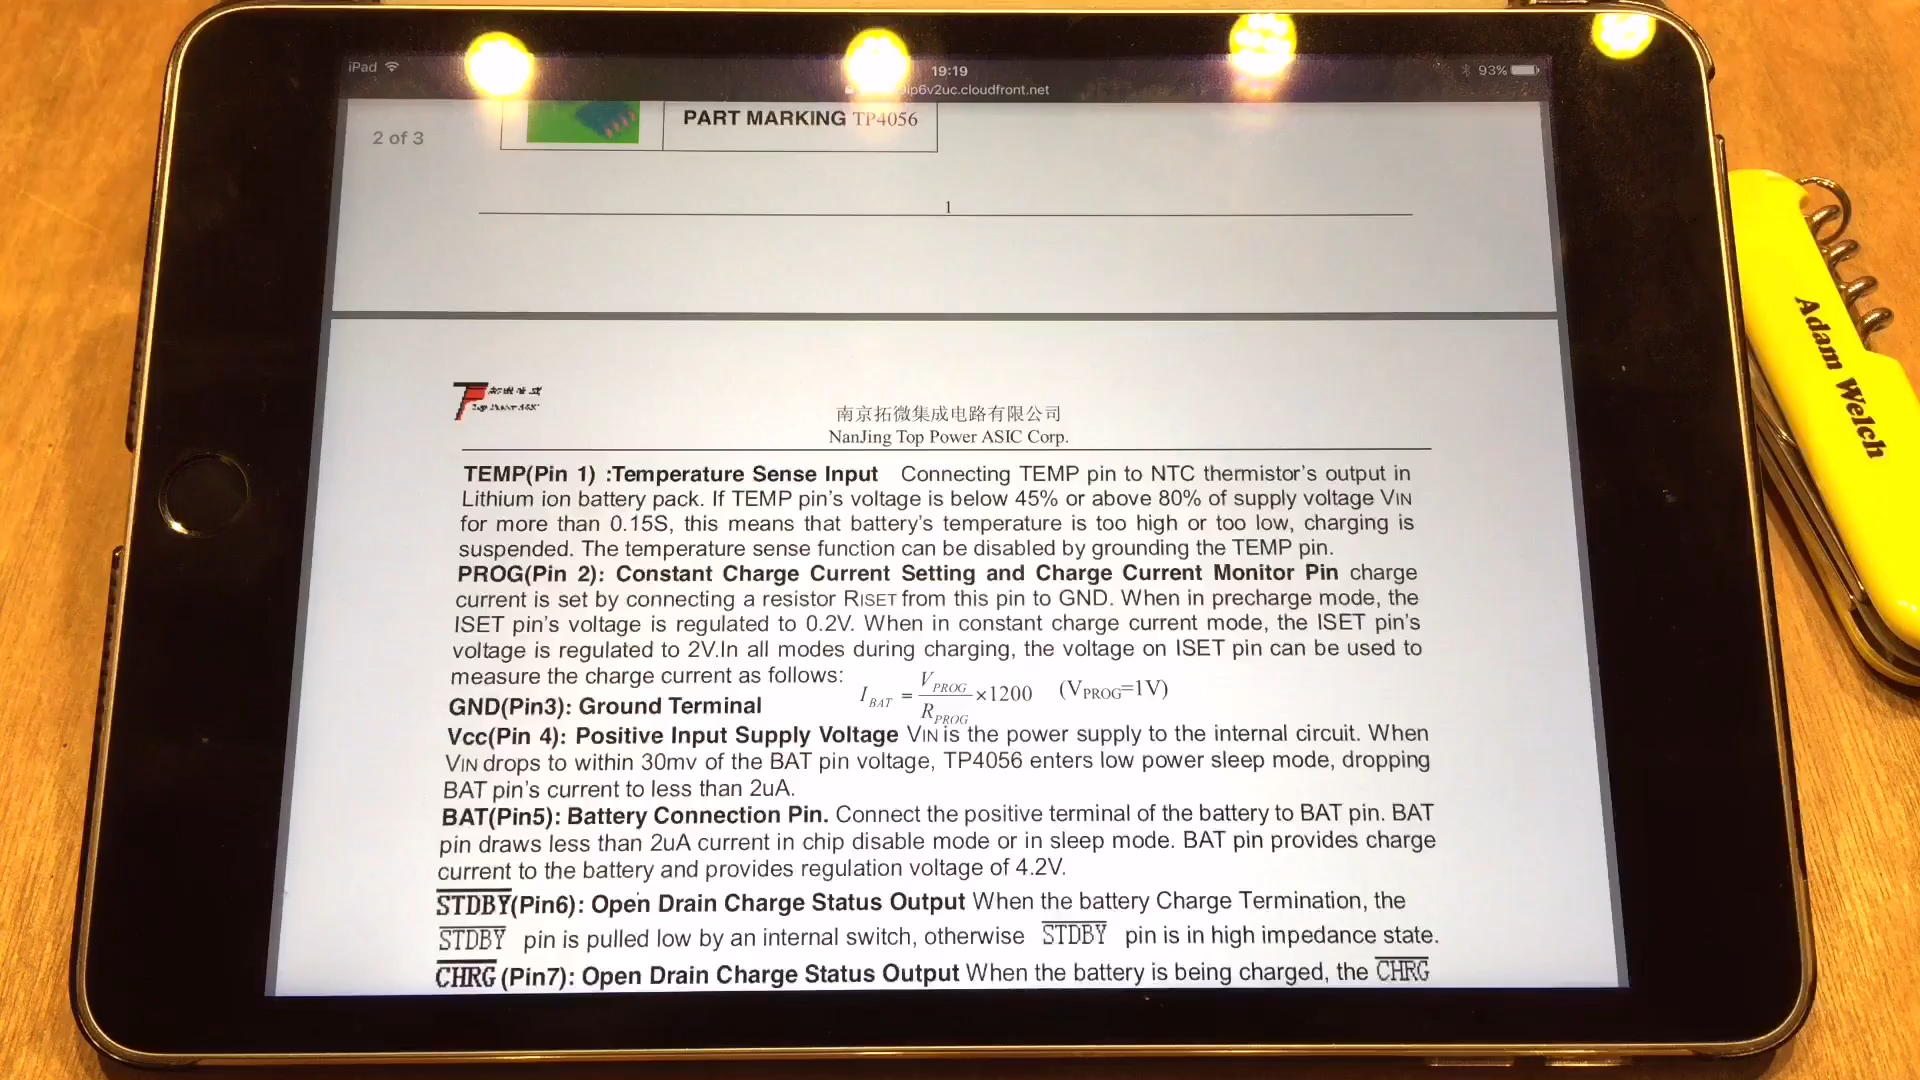 iPad
19:19
93%
ip6v2uc.cloudfront.net
2 of 3
PART MARKING TP4056
1
南京拓微集成电路有限公司
NanJing Top Power ASIC Corp.
TEMP(Pin 1) :Temperature Sense Input Connecting TEMP pin to NTC thermistor's output in
Lithium ion battery pack. If TEMP pin's voltage is below 45% or above 80% of supply voltage VIN
for more than 0.15S, this means that battery's temperature is too high or too low, charging is
suspended. The temperature sense function can be disabled by grounding the TEMP pin.
PROG(Pin 2): Constant Charge Current Setting and Charge Current Monitor Pin charge
current is set by connecting a resistor RISET from this pin to GND. When in precharge mode, the
ISET pin's voltage is regulated to 0.2V. When in constant charge current mode, the ISET pin's
voltage is regulated to 2V.In all modes during charging, the voltage on ISET pin can be used to
measure the charge current as follows:
I BAT = V PROG / R PROG ×1200 (VPROG=1V)
GND(Pin3): Ground Terminal
Vcc(Pin 4): Positive Input Supply Voltage VIN is the power supply to the internal circuit. When
VIN drops to within 30mv of the BAT pin voltage, TP4056 enters low power sleep mode, dropping
BAT pin's current to less than 2uA.
BAT(Pin5): Battery Connection Pin. Connect the positive terminal of the battery to BAT pin. BAT
pin draws less than 2uA current in chip disable mode or in sleep mode. BAT pin provides charge
current to the battery and provides regulation voltage of 4.2V.
STDBY(Pin6): Open Drain Charge Status Output When the battery Charge Termination, the
STDBY pin is pulled low by an internal switch, otherwise STDBY pin is in high impedance state.
CHRG (Pin7): Open Drain Charge Status Output When the battery is being charged, the CHRG
Adam Welch